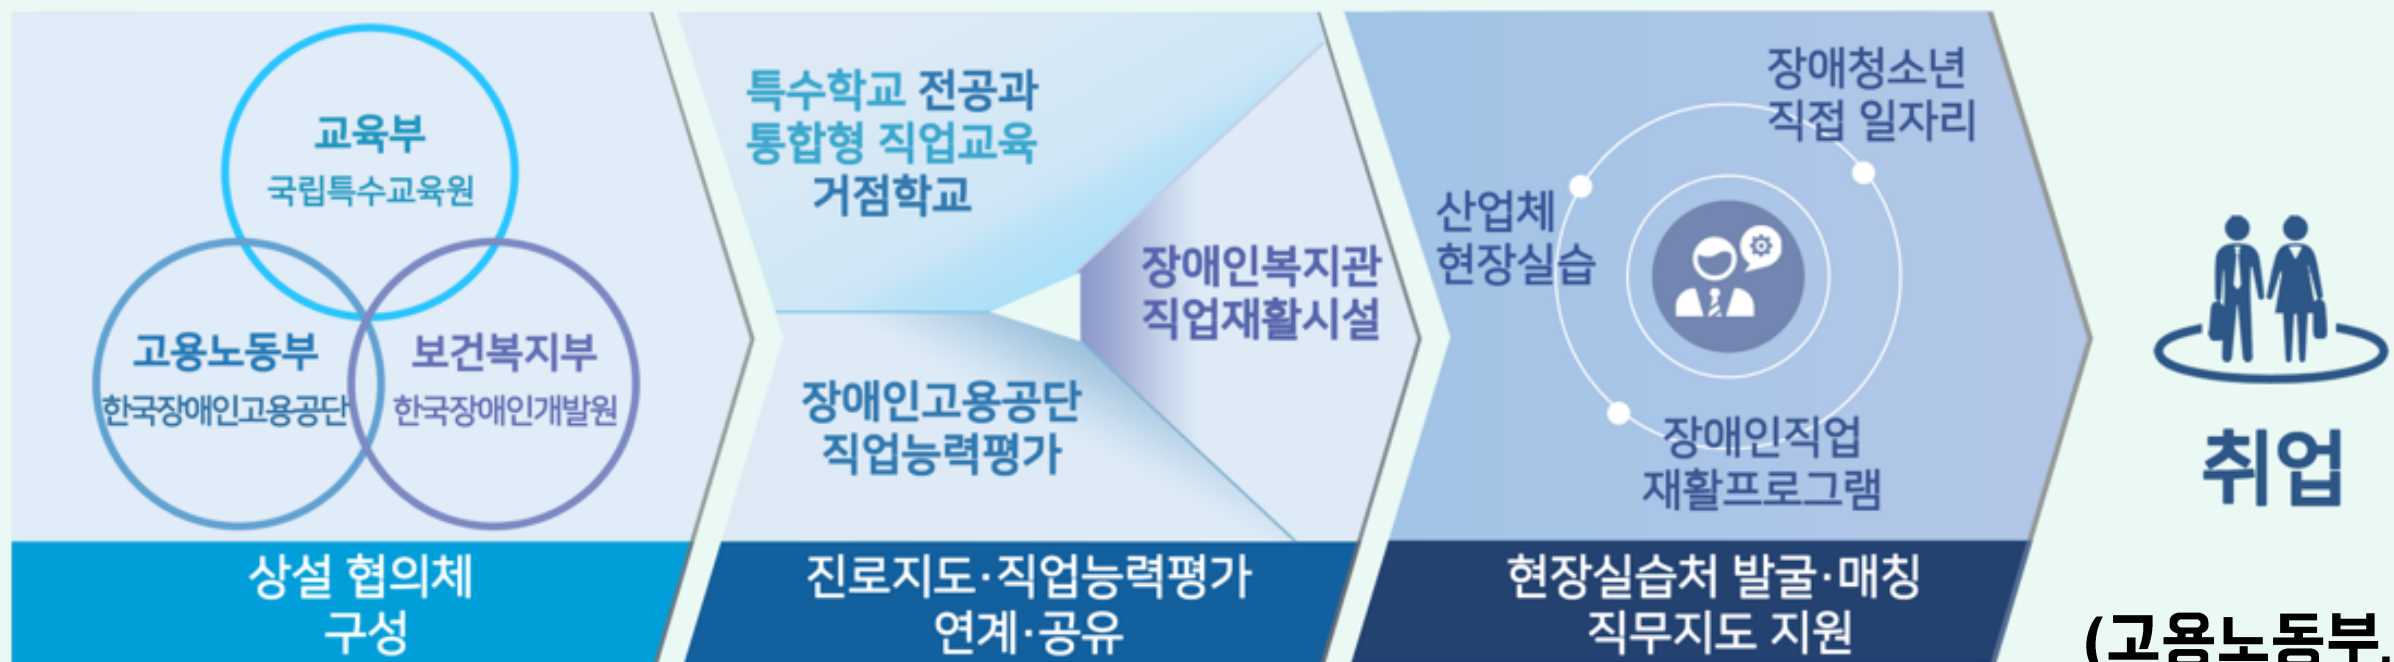 교육부
국립특수교육원
고용노동부
한국장애인고용공단
보건복지부
한국장애인개발원
상설 협의체
구성
특수학교 전공과
통합형 직업교육
거점학교
장애인복지관
직업재활시설
장애인고용공단
직업능력평가
진로지도·직업능력평가
연계·공유
장애청소년
직접 일자리
산업체
현장실습
장애인직업
재활프로그램
현장실습처 발굴·매칭
직무지도 지원
취업
(고용노동부,